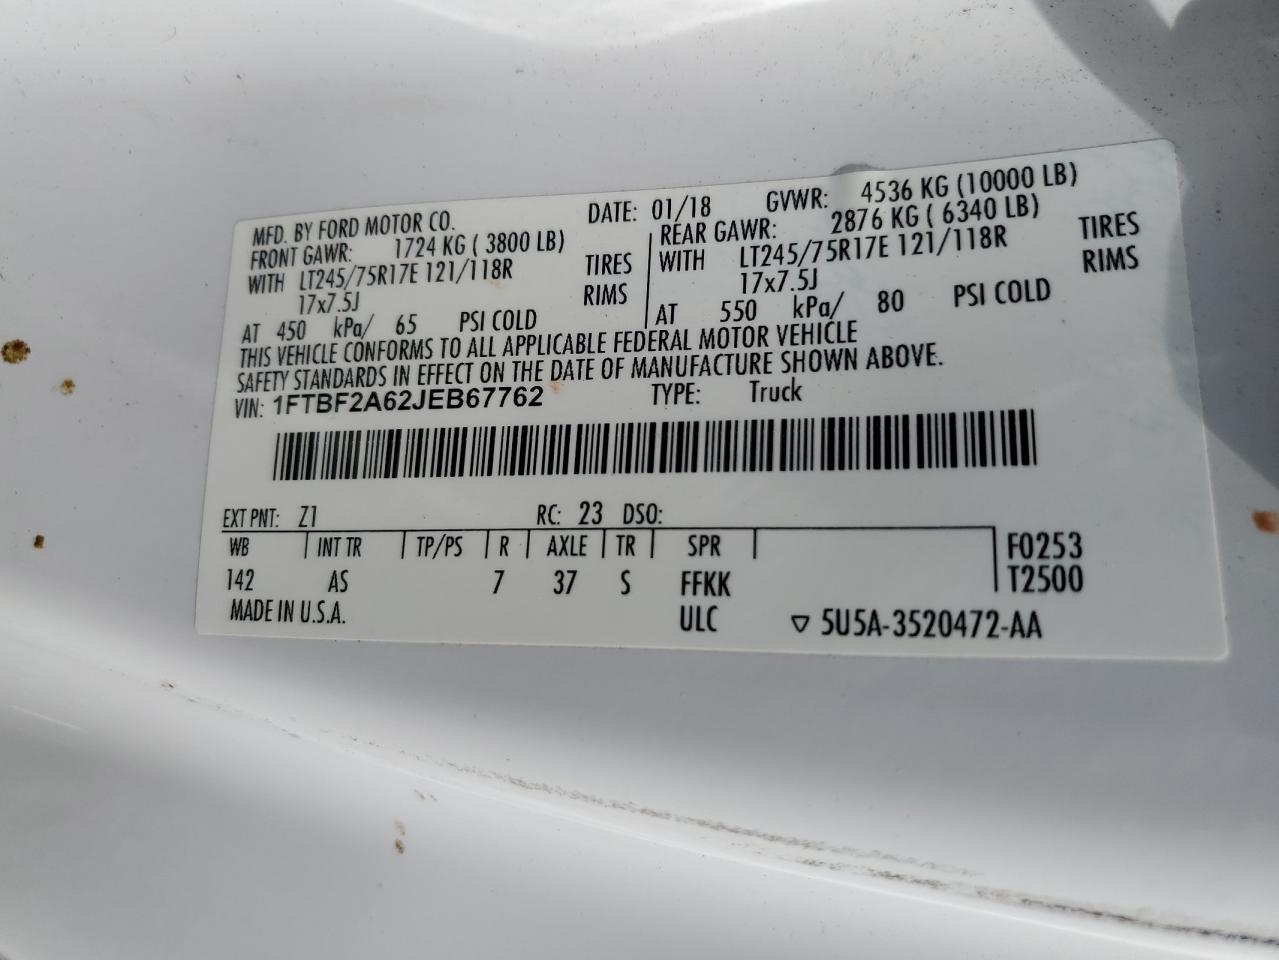 MFD. BY FORD MOTOR CO. DATE: 01/18 GVWR: 4536 KG (10000 LB)
FRONT GAWR: 1724 KG ( 3800 LB) REAR GAWR: 2876 KG ( 6340 LB)
WITH LT245/75R17E 121/118R TIRES WITH LT245/75R17E 121/118R TIRES
17x7.5J RIMS 17x7.5J RIMS
AT 450 kPa/ 65 PSI COLD AT 550 kPa/ 80 PSI COLD
THIS VEHICLE CONFORMS TO ALL APPLICABLE FEDERAL MOTOR VEHICLE
SAFETY STANDARDS IN EFFECT ON THE DATE OF MANUFACTURE SHOWN ABOVE.
VIN: 1FTBF2A62JEB67762 TYPE: Truck
EXT PNT: Z1 RC: 23 DSO:
WB INT TR TP/PS R AXLE TR SPR F0253
142 AS 7 37 S FFKK T2500
MADE IN U.S.A. ULC ▽ 5U5A-3520472-AA